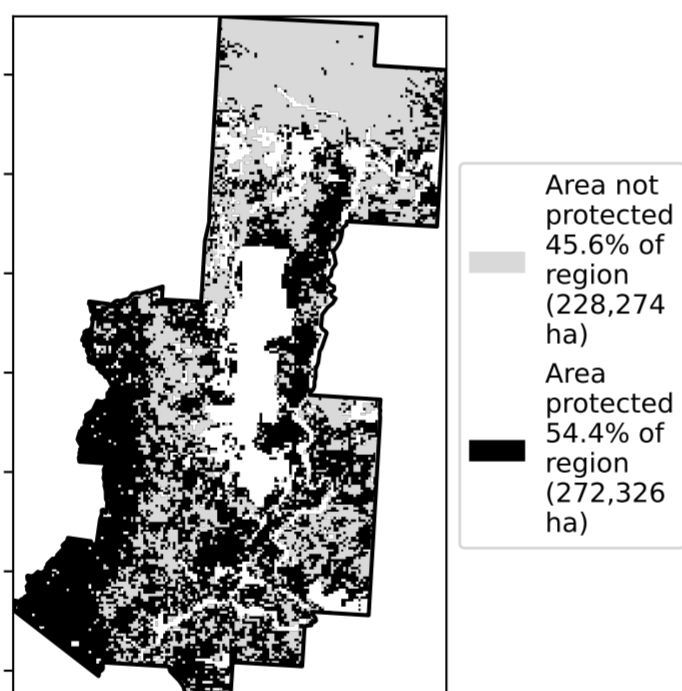 Area not
protected
45.6% of
region
(228,274
ha)
Area
protected
54.4% of
region
(272,326
ha)